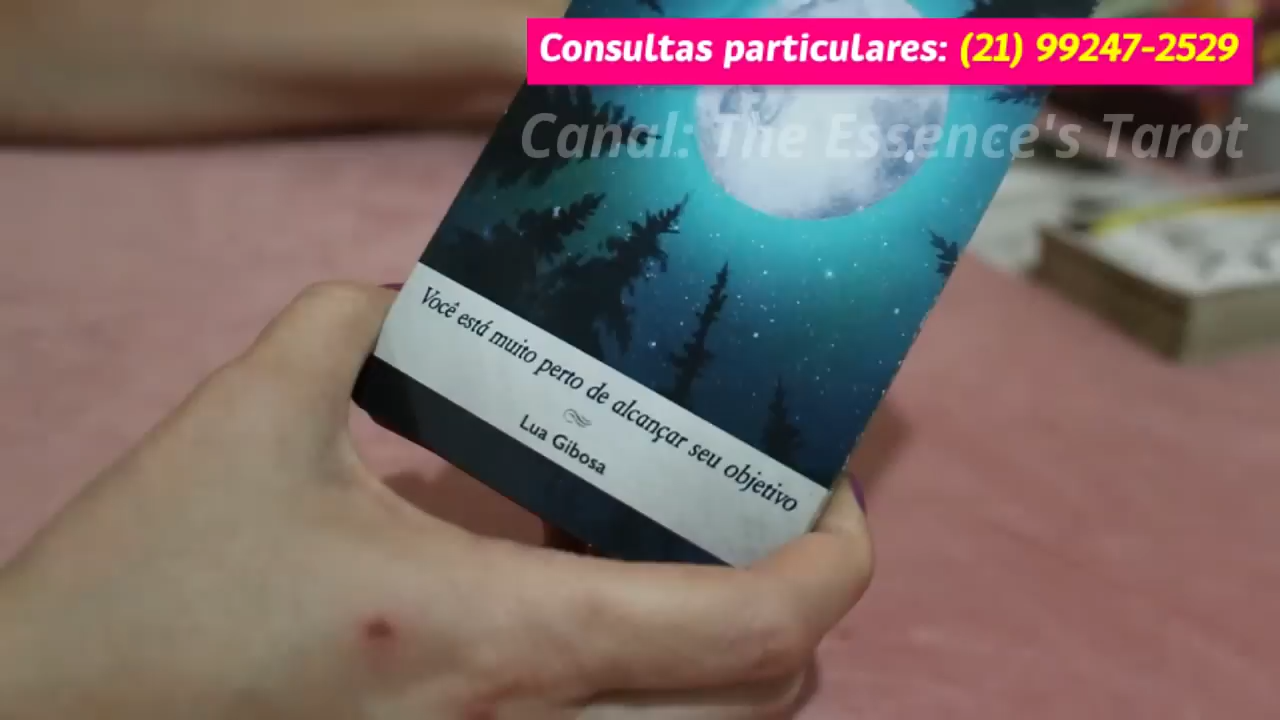 Consultas particulares: (21) 99247-2529
Canal: The Essence's Tarot
Você está muito perto de alcançar seu objetivo
Lua Gibosa